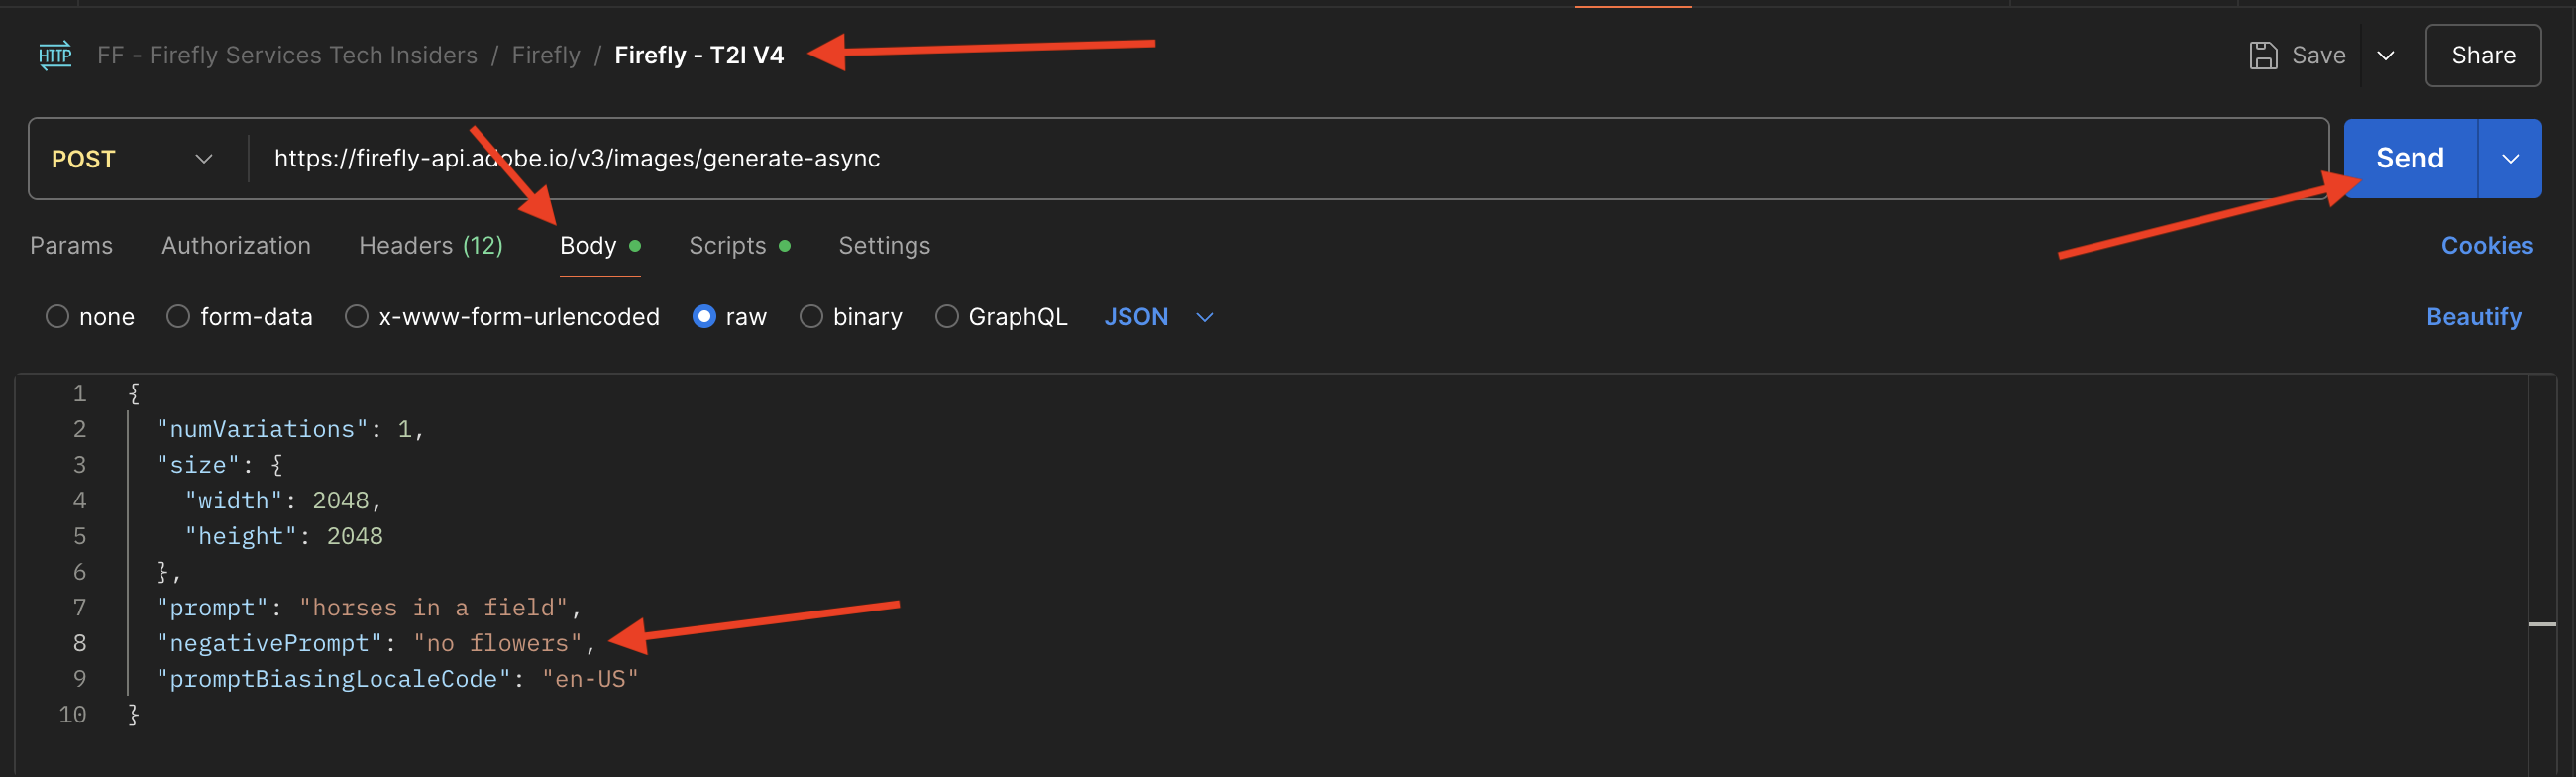 HTTP FF - Firefly Services Tech Insiders / Firefly / Firefly - T2I V4 Save Share
POST https://firefly-api.adobe.io/v3/images/generate-async Send
Params Authorization Headers (12) Body Scripts Settings Cookies
none form-data x-www-form-urlencoded raw binary GraphQL JSON Beautify
1 {
2 "numVariations": 1,
3 "size": {
4 "width": 2048,
5 "height": 2048
6 },
7 "prompt": "horses in a field",
8 "negativePrompt": "no flowers",
9 "promptBiasingLocaleCode": "en-US"
10 }